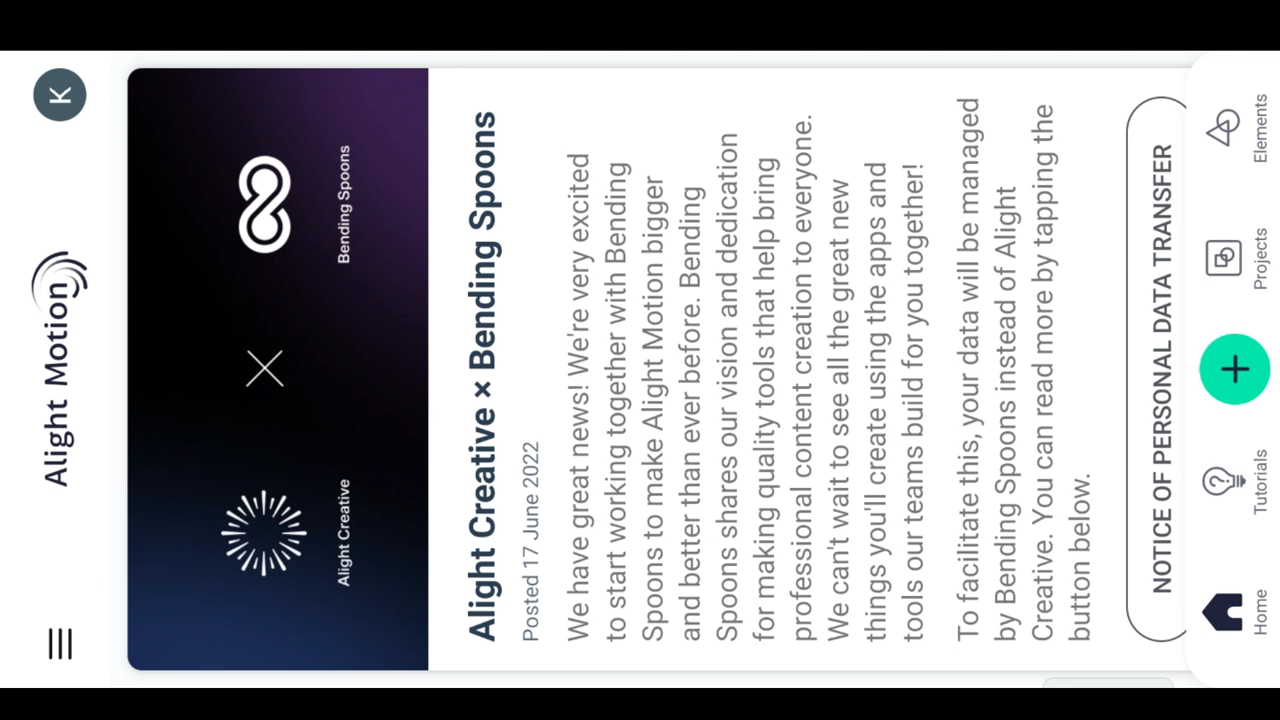 Alight Motion
K
Alight Creative
Bending Spoons
Alight Creative × Bending Spoons
Posted 17 June 2022
We have great news! We're very excited
to start working together with Bending
Spoons to make Alight Motion bigger
and better than ever before. Bending
Spoons shares our vision and dedication
for making quality tools that help bring
professional content creation to everyone.
We can't wait to see all the great new
things you'll create using the apps and
tools our teams build for you together!
To facilitate this, your data will be managed
by Bending Spoons instead of Alight
Creative. You can read more by tapping the
button below.
NOTICE OF PERSONAL DATA TRANSFER
Home
Tutorials
Projects
Elements